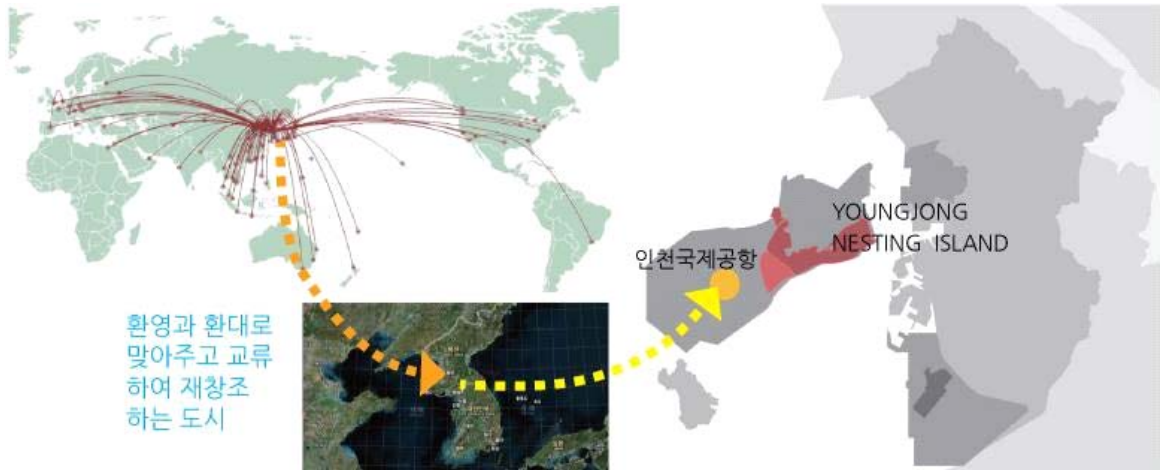 YOUNGJONG
NESTING ISLAND
인천국제공항
환영과 환대로
맞아주고 교류
하여 재창조
하는 도시